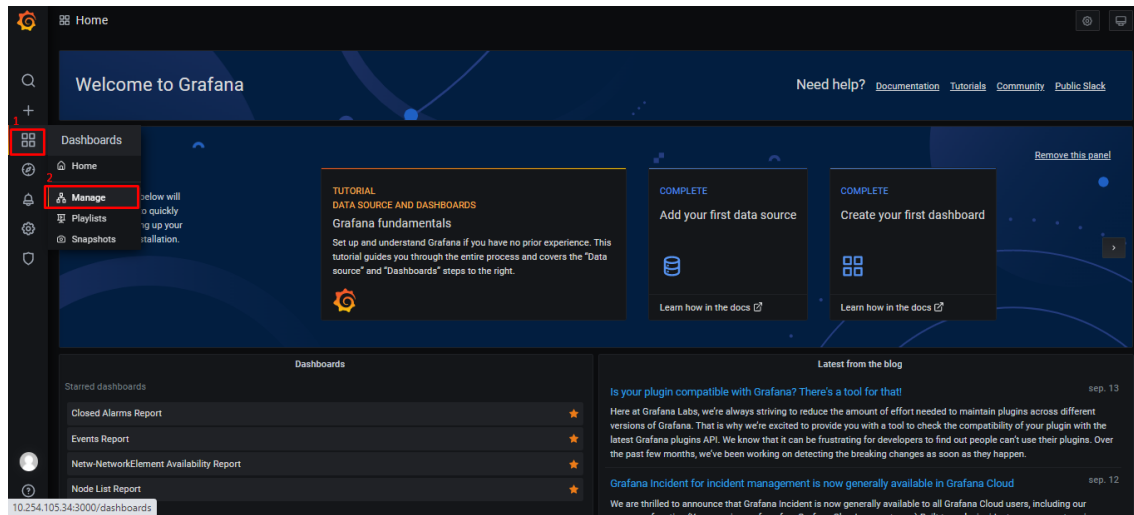 Home
Welcome to Grafana
Need help? Documentation Tutorials Community Public Slack
1
Dashboards
Home
2
Manage
Playlists
Snapshots
below will
o quickly
ng up your
stallation.
Remove this panel
TUTORIAL
DATA SOURCE AND DASHBOARDS
Grafana fundamentals
Set up and understand Grafana if you have no prior experience. This
tutorial guides you through the entire process and covers the "Data
source" and "Dashboards" steps to the right.
COMPLETE
Add your first data source
Learn how in the docs
COMPLETE
Create your first dashboard
Learn how in the docs
Dashboards
Starred dashboards
Closed Alarms Report
Events Report
Netw-NetworkElement Availability Report
Node List Report
Latest from the blog
Is your plugin compatible with Grafana? There's a tool for that!
sep. 13
Here at Grafana Labs, we're always striving to reduce the amount of effort needed to maintain plugins across different
versions of Grafana. That is why we're excited to provide you with a tool to check the compatibility of your plugin with the
latest Grafana plugins API. We know that it can be frustrating for developers to find out people can't use their plugins. Over
the past few months, we've been working on detecting the breaking changes as soon as they happen.
Grafana Incident for incident management is now generally available in Grafana Cloud
sep. 12
We are thrilled to announce that Grafana Incident is now generally available to all Grafana Cloud users, including our
10.254.105.34:3000/dashboards